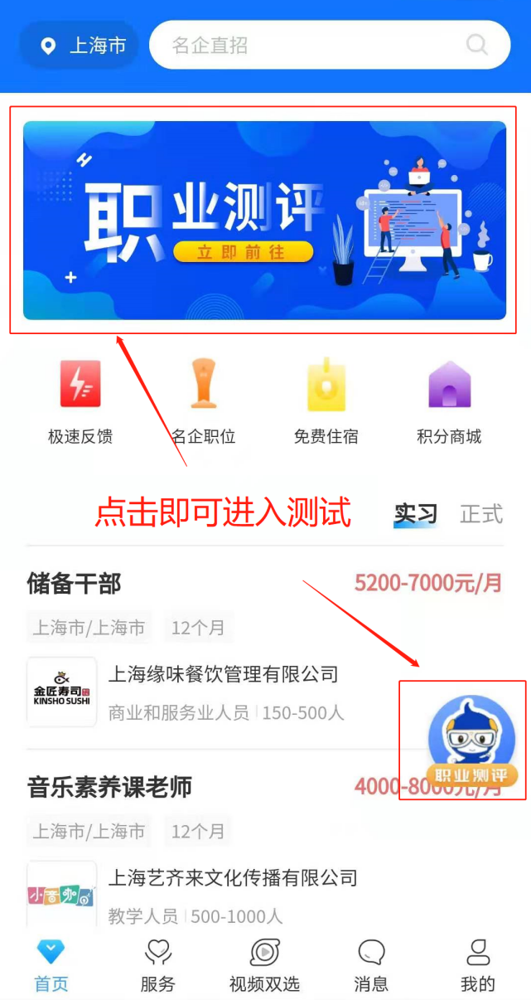 上海市
名企直招
职业测评
立即前往
极速反馈
名企职位
免费住宿
积分商城
点击即可进入测试
实习
正式
储备干部
5200-7000元/月
上海市/上海市
12个月
金匠寿司
KINSHO SUSHI
上海缘味餐饮管理有限公司
商业和服务业人员
150-500人
职业测评
音乐素养课老师
4000-8000元/月
上海市/上海市
12个月
小音咖
上海艺齐来文化传播有限公司
教学人员
500-1000人
首页
服务
视频双选
消息
我的